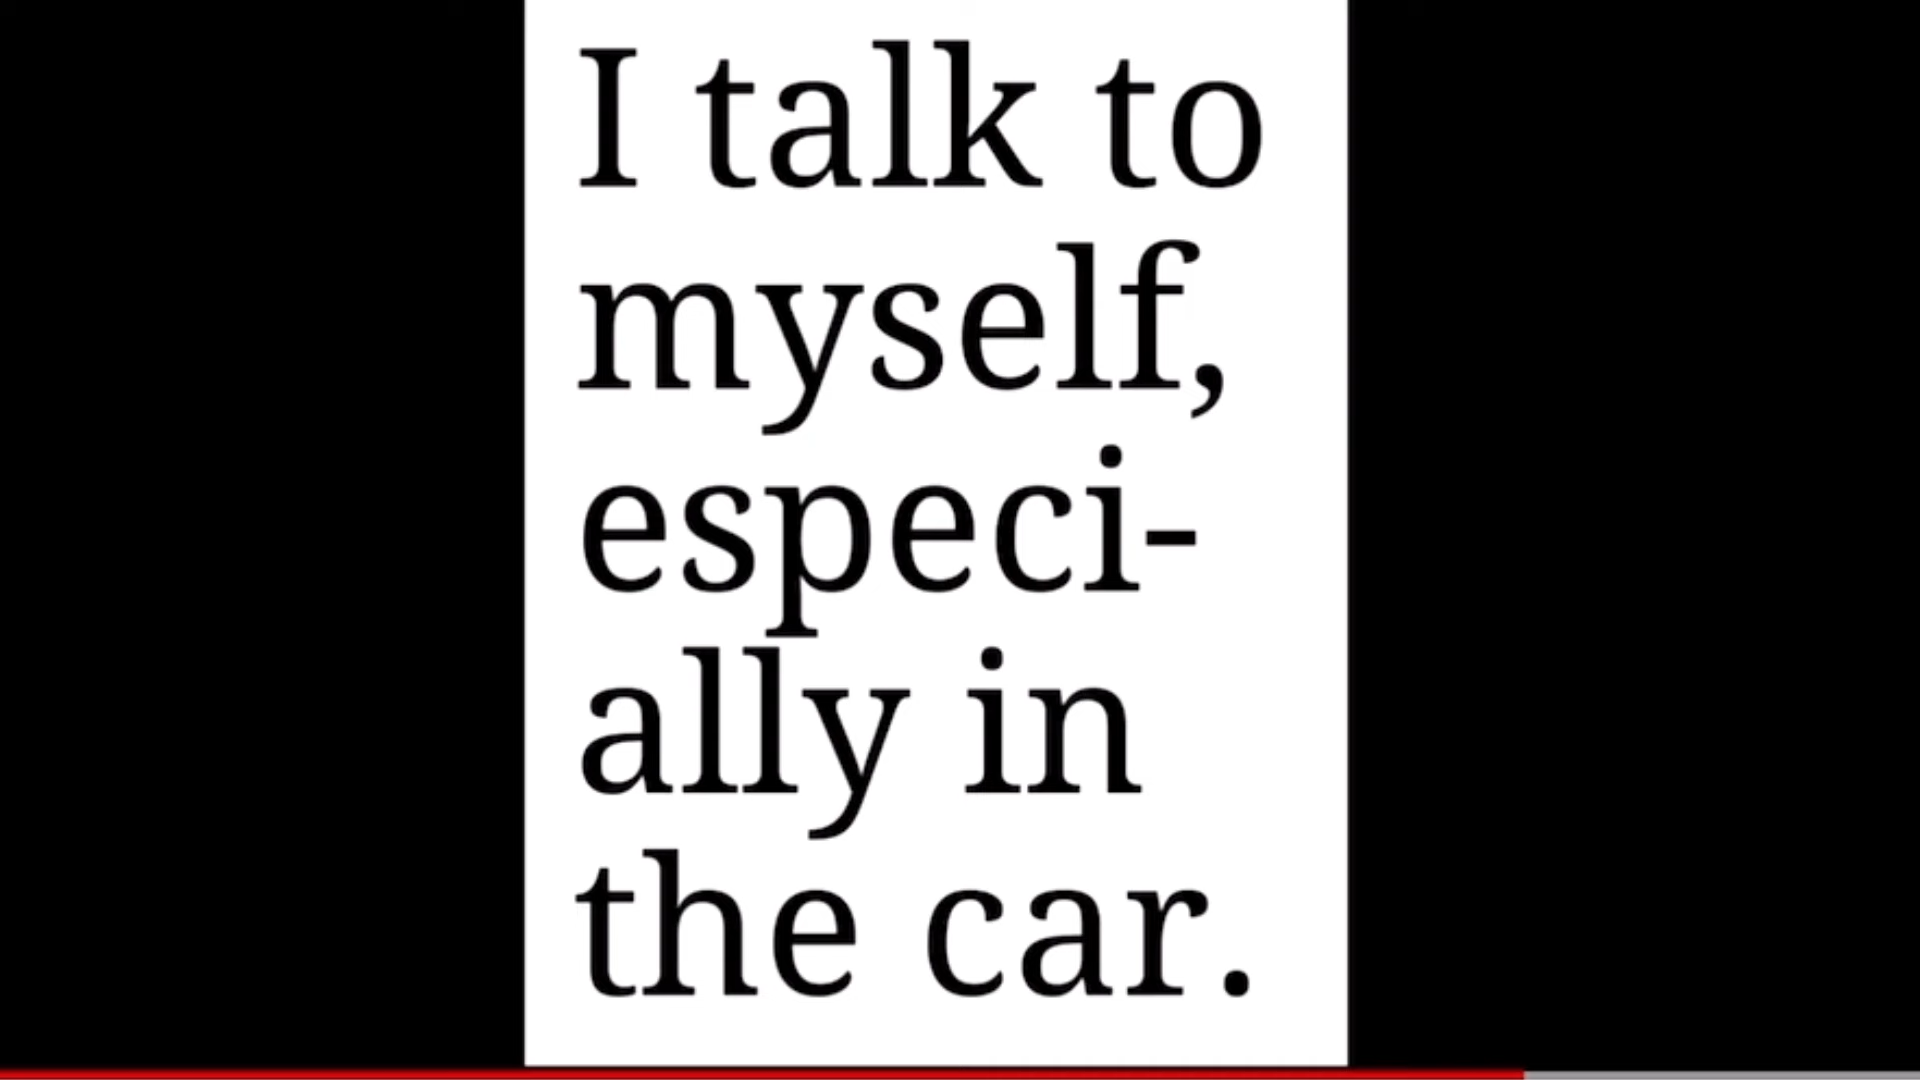 I talk to
myself,
especi-
ally in
the car.